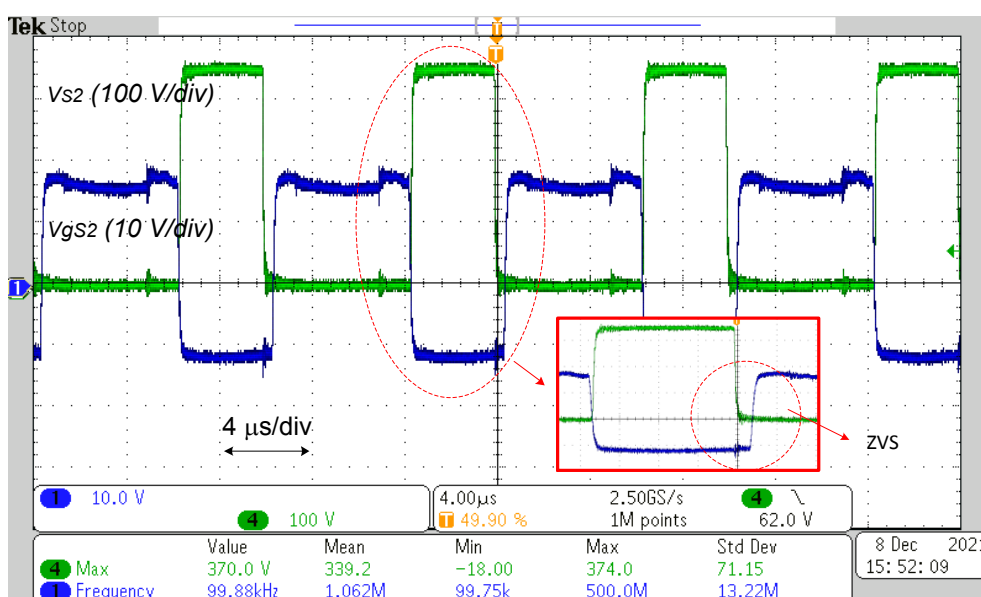 Tek Stop
T
T
VS2 (100 V/div)
VgS2 (10 V/div)
1
4 μs/div
ZVS
1 10.0 V
4 100 V
4.00μs 2.50GS/s 4
T 49.90 % 1M points 62.0 V
Value Mean Min Max Std Dev
4 Max 370.0 V 339.2 −18.00 374.0 71.15
1 Frequency 99.88kHz 1.062M 99.75k 500.0M 13.22M
8 Dec 202
15:52:09